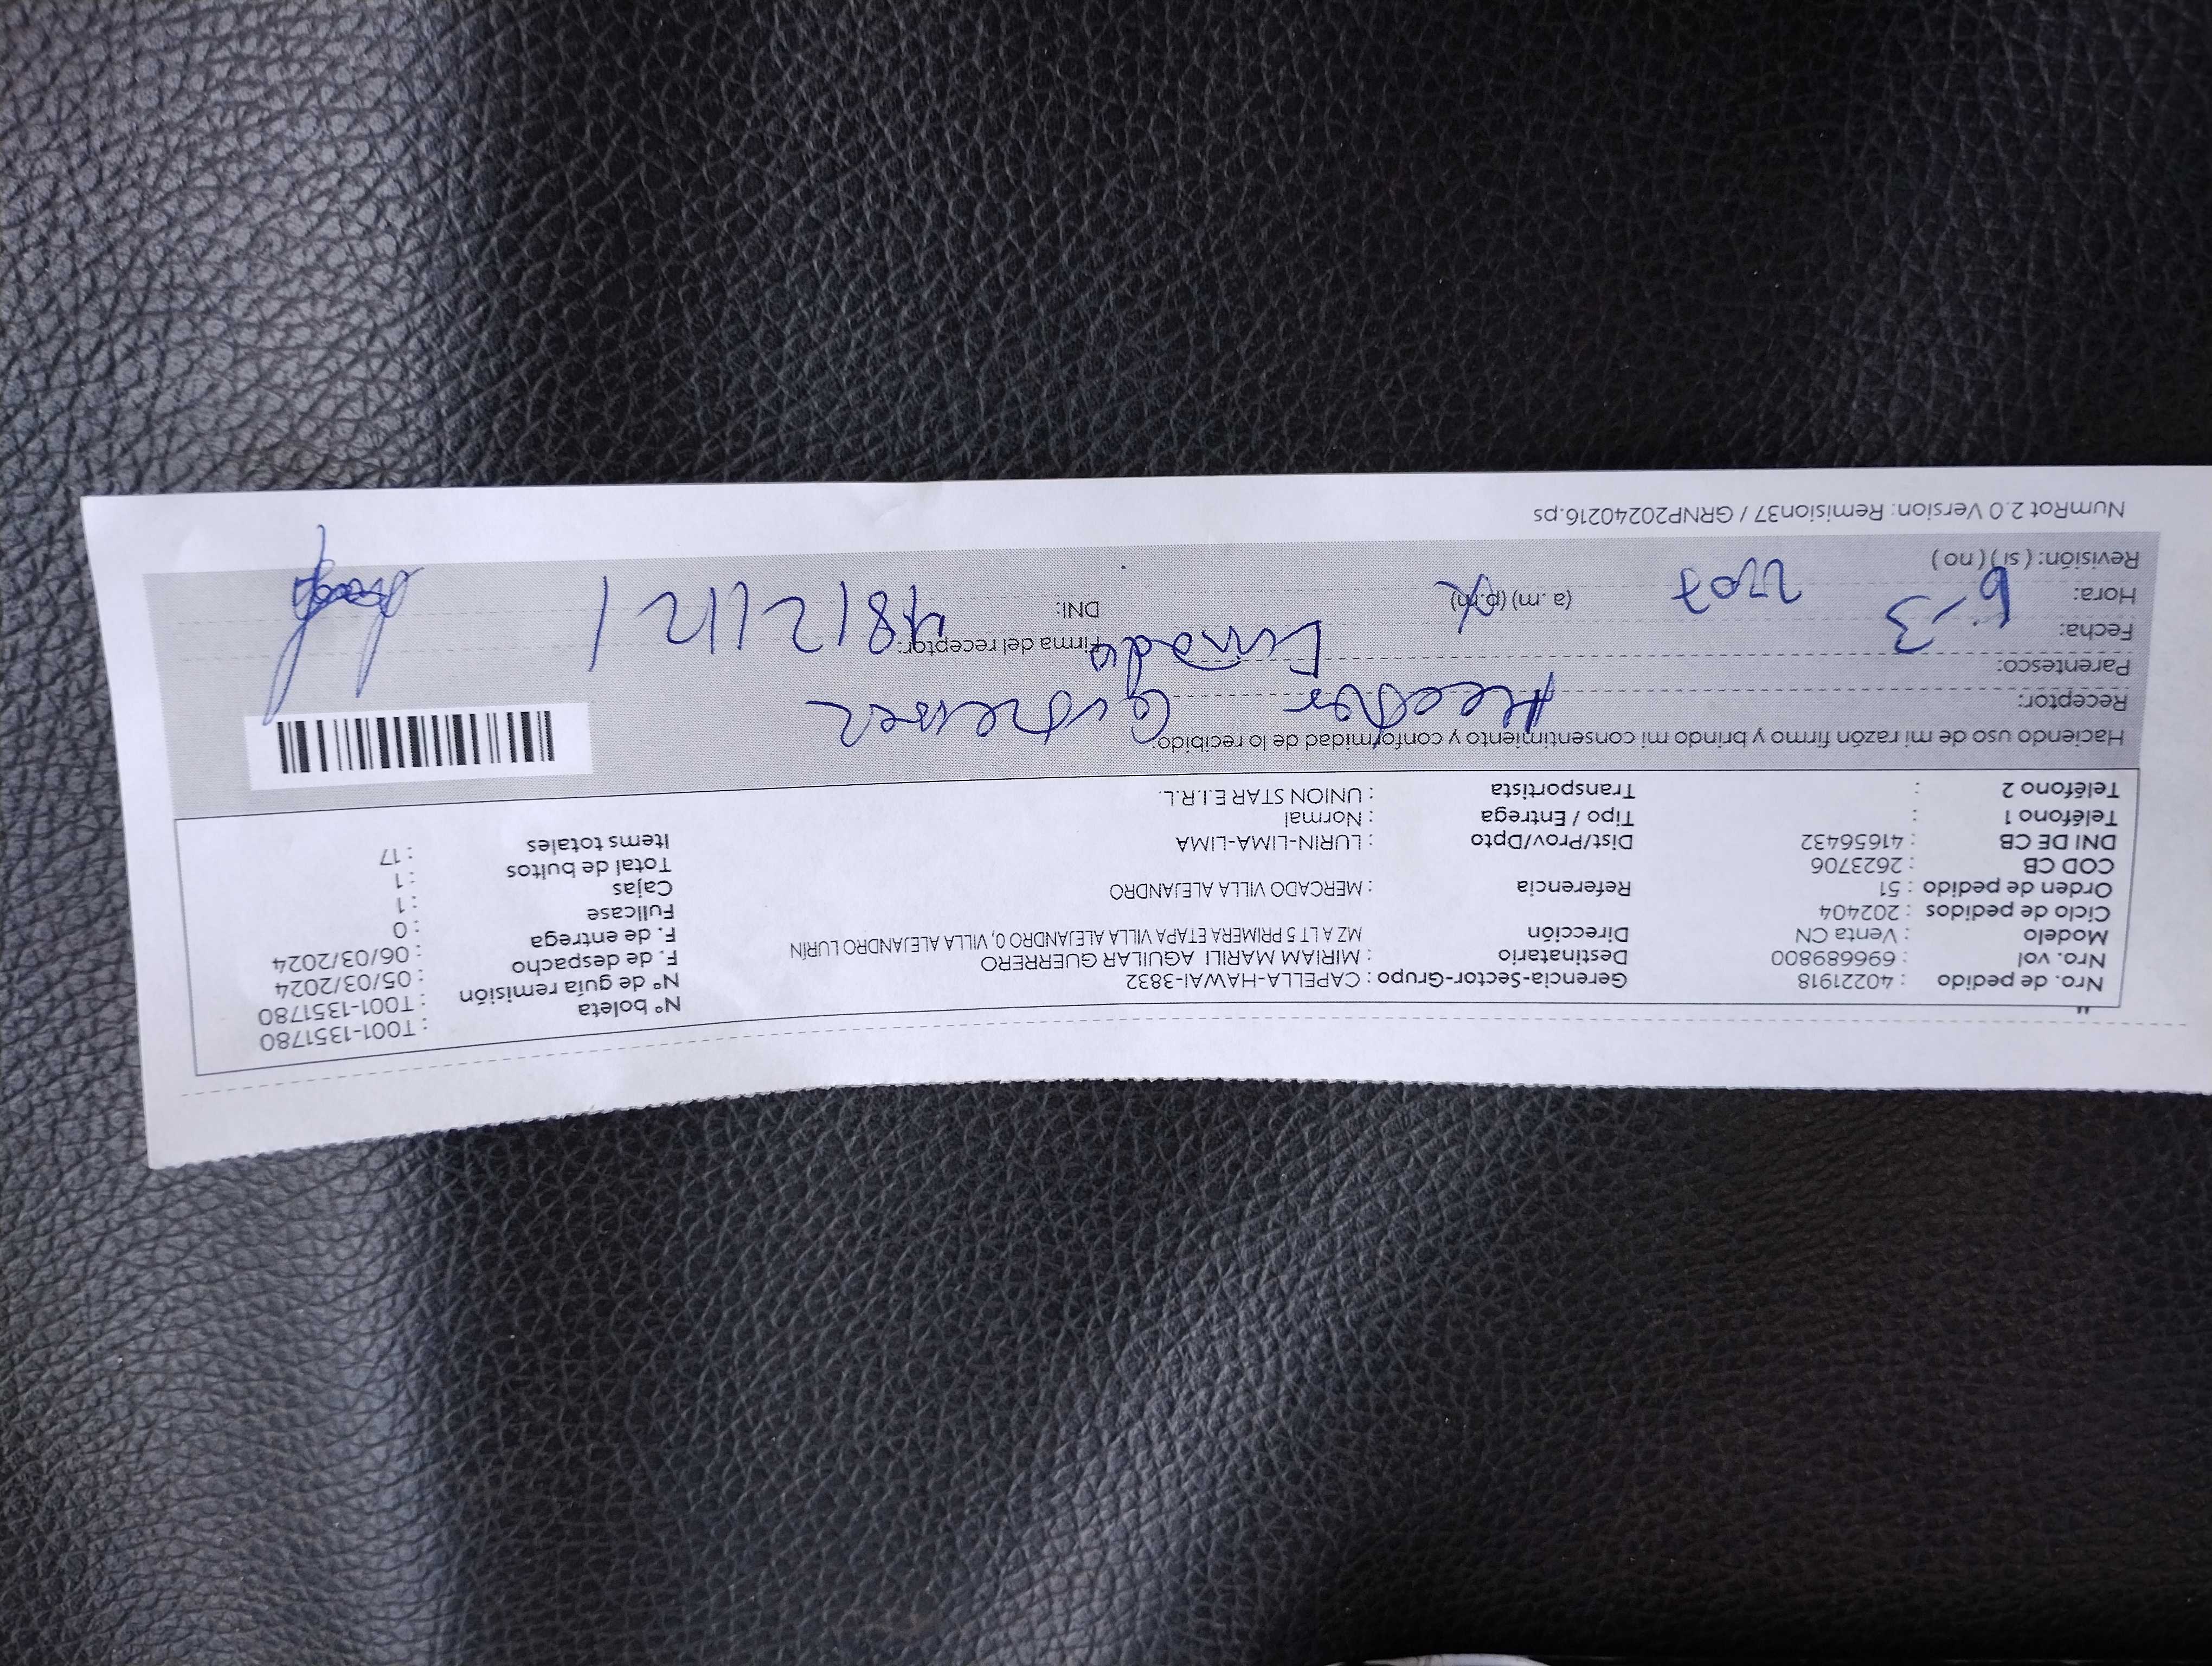 Nro. de pedido : 40221918 Gerencia-Sector-Grupo : CAPELLA-HAWAI-3832 N° boleta : T001-1351780
Nro. vol : 696689800 Destinatario : MIRIAM MARILI AGUILAR GUERRERO N° de guía remisión : T001-1351780
Modelo : Venta CN Dirección MZ A LT 5 PRIMERA ETAPA VILLA ALEJANDRO 0, VILLA ALEJANDRO LURÍN F. de despacho : 05/03/2024
Ciclo de pedidos : 202404 F. de entrega : 06/03/2024
Orden de pedido : 51 Referencia : MERCADO VILLA ALEJANDRO Fullcase : 0
COD CB : 2623706 Cajas : 1
DNI DE CB : 41656432 Dist/Prov/Dpto : LURIN-LIMA-LIMA Total de bultos : 1
Teléfono 1 : Tipo / Entrega : Normal Items totales : 17
Teléfono 2 : Transportista : UNION STAR E.I.R.L.
Haciendo uso de mi razón firmo y brindo mi consentimiento y conformidad de lo recibido:
Receptor: Hector
Parentesco:
Fecha: 6-3 Firma del receptor:
Hora: (a.m) (p.m) DNI: 48121121
Revisión: ( si ) ( no )
NumRot 2.0 Version: Remision37 / GRNP20240216.ps